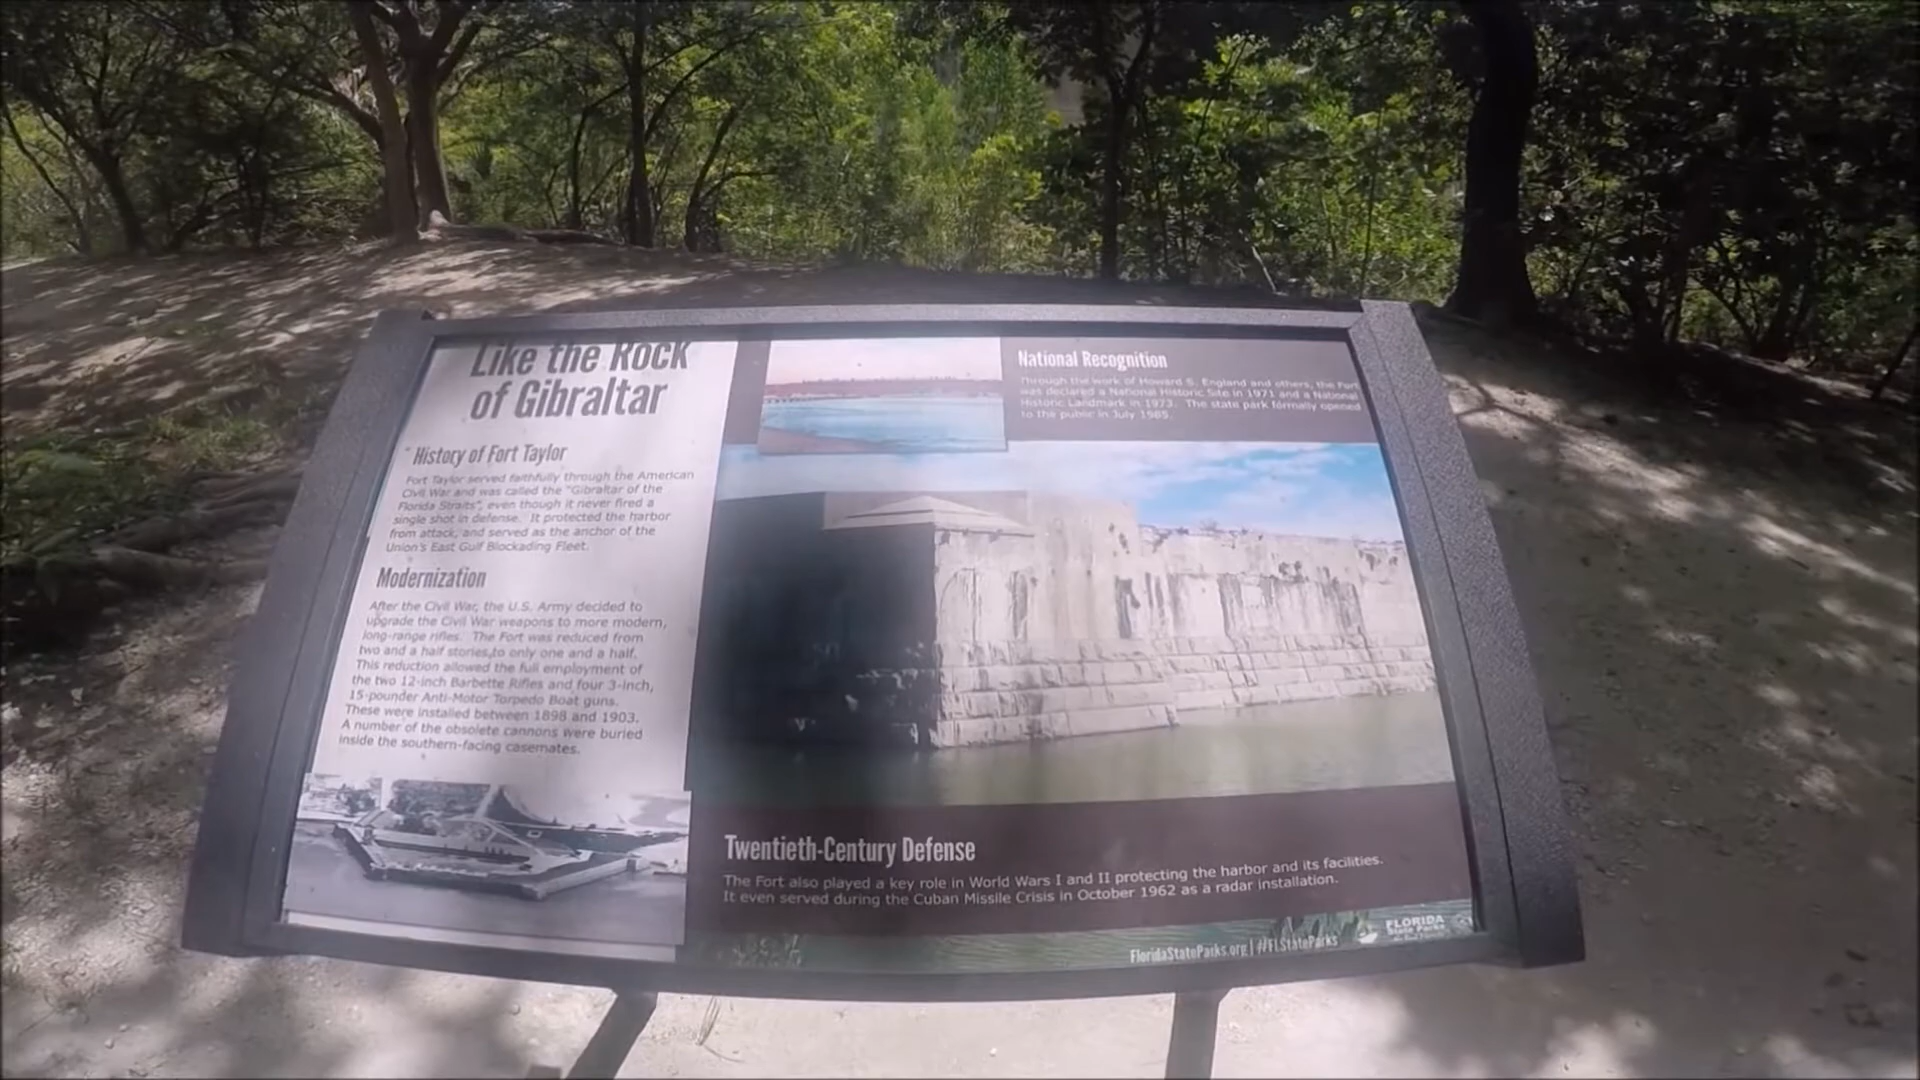 Like the Rock
of Gibraltar
History of Fort Taylor
Fort Taylor served faithfully through the American
Civil War and was called the "Gibraltar of the
Florida Straits", even though it never fired a
single shot in defense. It protected the harbor
from attack, and served as the anchor of the
Union's East Gulf Blockading Fleet.
Modernization
After the Civil War, the U.S. Army decided to
upgrade the Civil War weapons to more modern,
long-range rifles. The Fort was reduced from
two and a half stories to only one and a half.
This reduction allowed the full employment of
the two 12-inch Barbette Rifles and four 3-inch,
15-pounder Anti-Motor Torpedo Boat guns.
These were installed between 1898 and 1903.
A number of the obsolete cannons were buried
inside the southern-facing casemates.
National Recognition
Through the work of Howard S. England and others, the Fort
was declared a National Historic Site in 1971 and a National
Historic Landmark in 1973. The state park formally opened
to the public in July 1985.
Twentieth-Century Defense
The Fort also played a key role in World Wars I and II protecting the harbor and its facilities.
It even served during the Cuban Missile Crisis in October 1962 as a radar installation.
FloridaStateParks.org | #FLStateParks
FLORIDA
State Parks